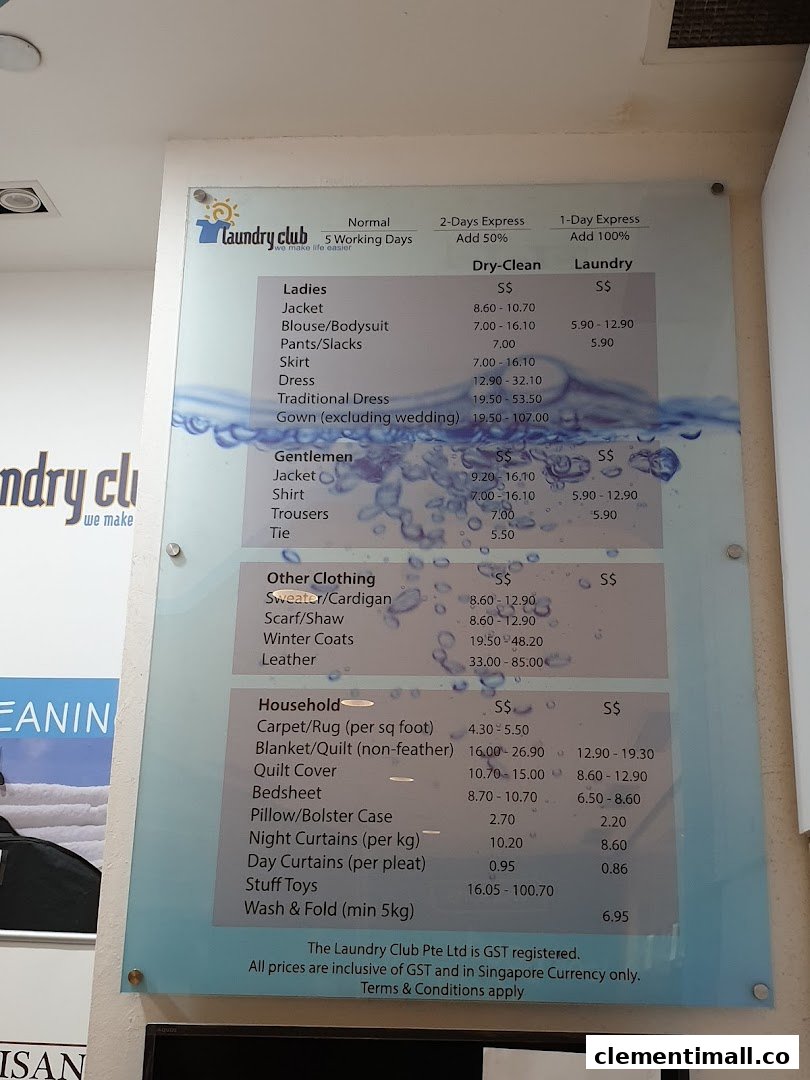 laundry club
we make life easier
Normal
5 Working Days
2-Days Express
Add 50%
1-Day Express
Add 100%
Dry-Clean Laundry
Ladies S$ S$
Jacket 8.60 - 10.70
Blouse/Bodysuit 7.00 - 16.10 5.90 - 12.90
Pants/Slacks 7.00 5.90
Skirt 7.00 - 16.10
Dress 12.90 - 32.10
Traditional Dress 19.50 - 53.50
Gown (excluding wedding) 19.50 - 107.00
Gentlemen S$ S$
Jacket 9.20 - 16.10
Shirt 7.00 - 16.10 5.90 - 12.90
Trousers 7.00 5.90
Tie 5.50
Other Clothing S$ S$
Sweater/Cardigan 8.60 - 12.90
Scarf/Shaw 8.60 - 12.90
Winter Coats 19.50 - 48.20
Leather 33.00 - 85.00
Household S$ S$
Carpet/Rug (per sq foot) 4.30 - 5.50
Blanket/Quilt (non-feather) 16.00 - 26.90 12.90 - 19.30
Quilt Cover 10.70 - 15.00 8.60 - 12.90
Bedsheet 8.70 - 10.70 6.50 - 8.60
Pillow/Bolster Case 2.70 2.20
Night Curtains (per kg) 10.20 8.60
Day Curtains (per pleat) 0.95 0.86
Stuff Toys 16.05 - 100.70
Wash & Fold (min 5kg) 6.95
The Laundry Club Pte Ltd is GST registered.
All prices are inclusive of GST and in Singapore Currency only.
Terms & Conditions apply
ndry clu
we make
EANIN
ISAN
AQUOS
clementimall.co